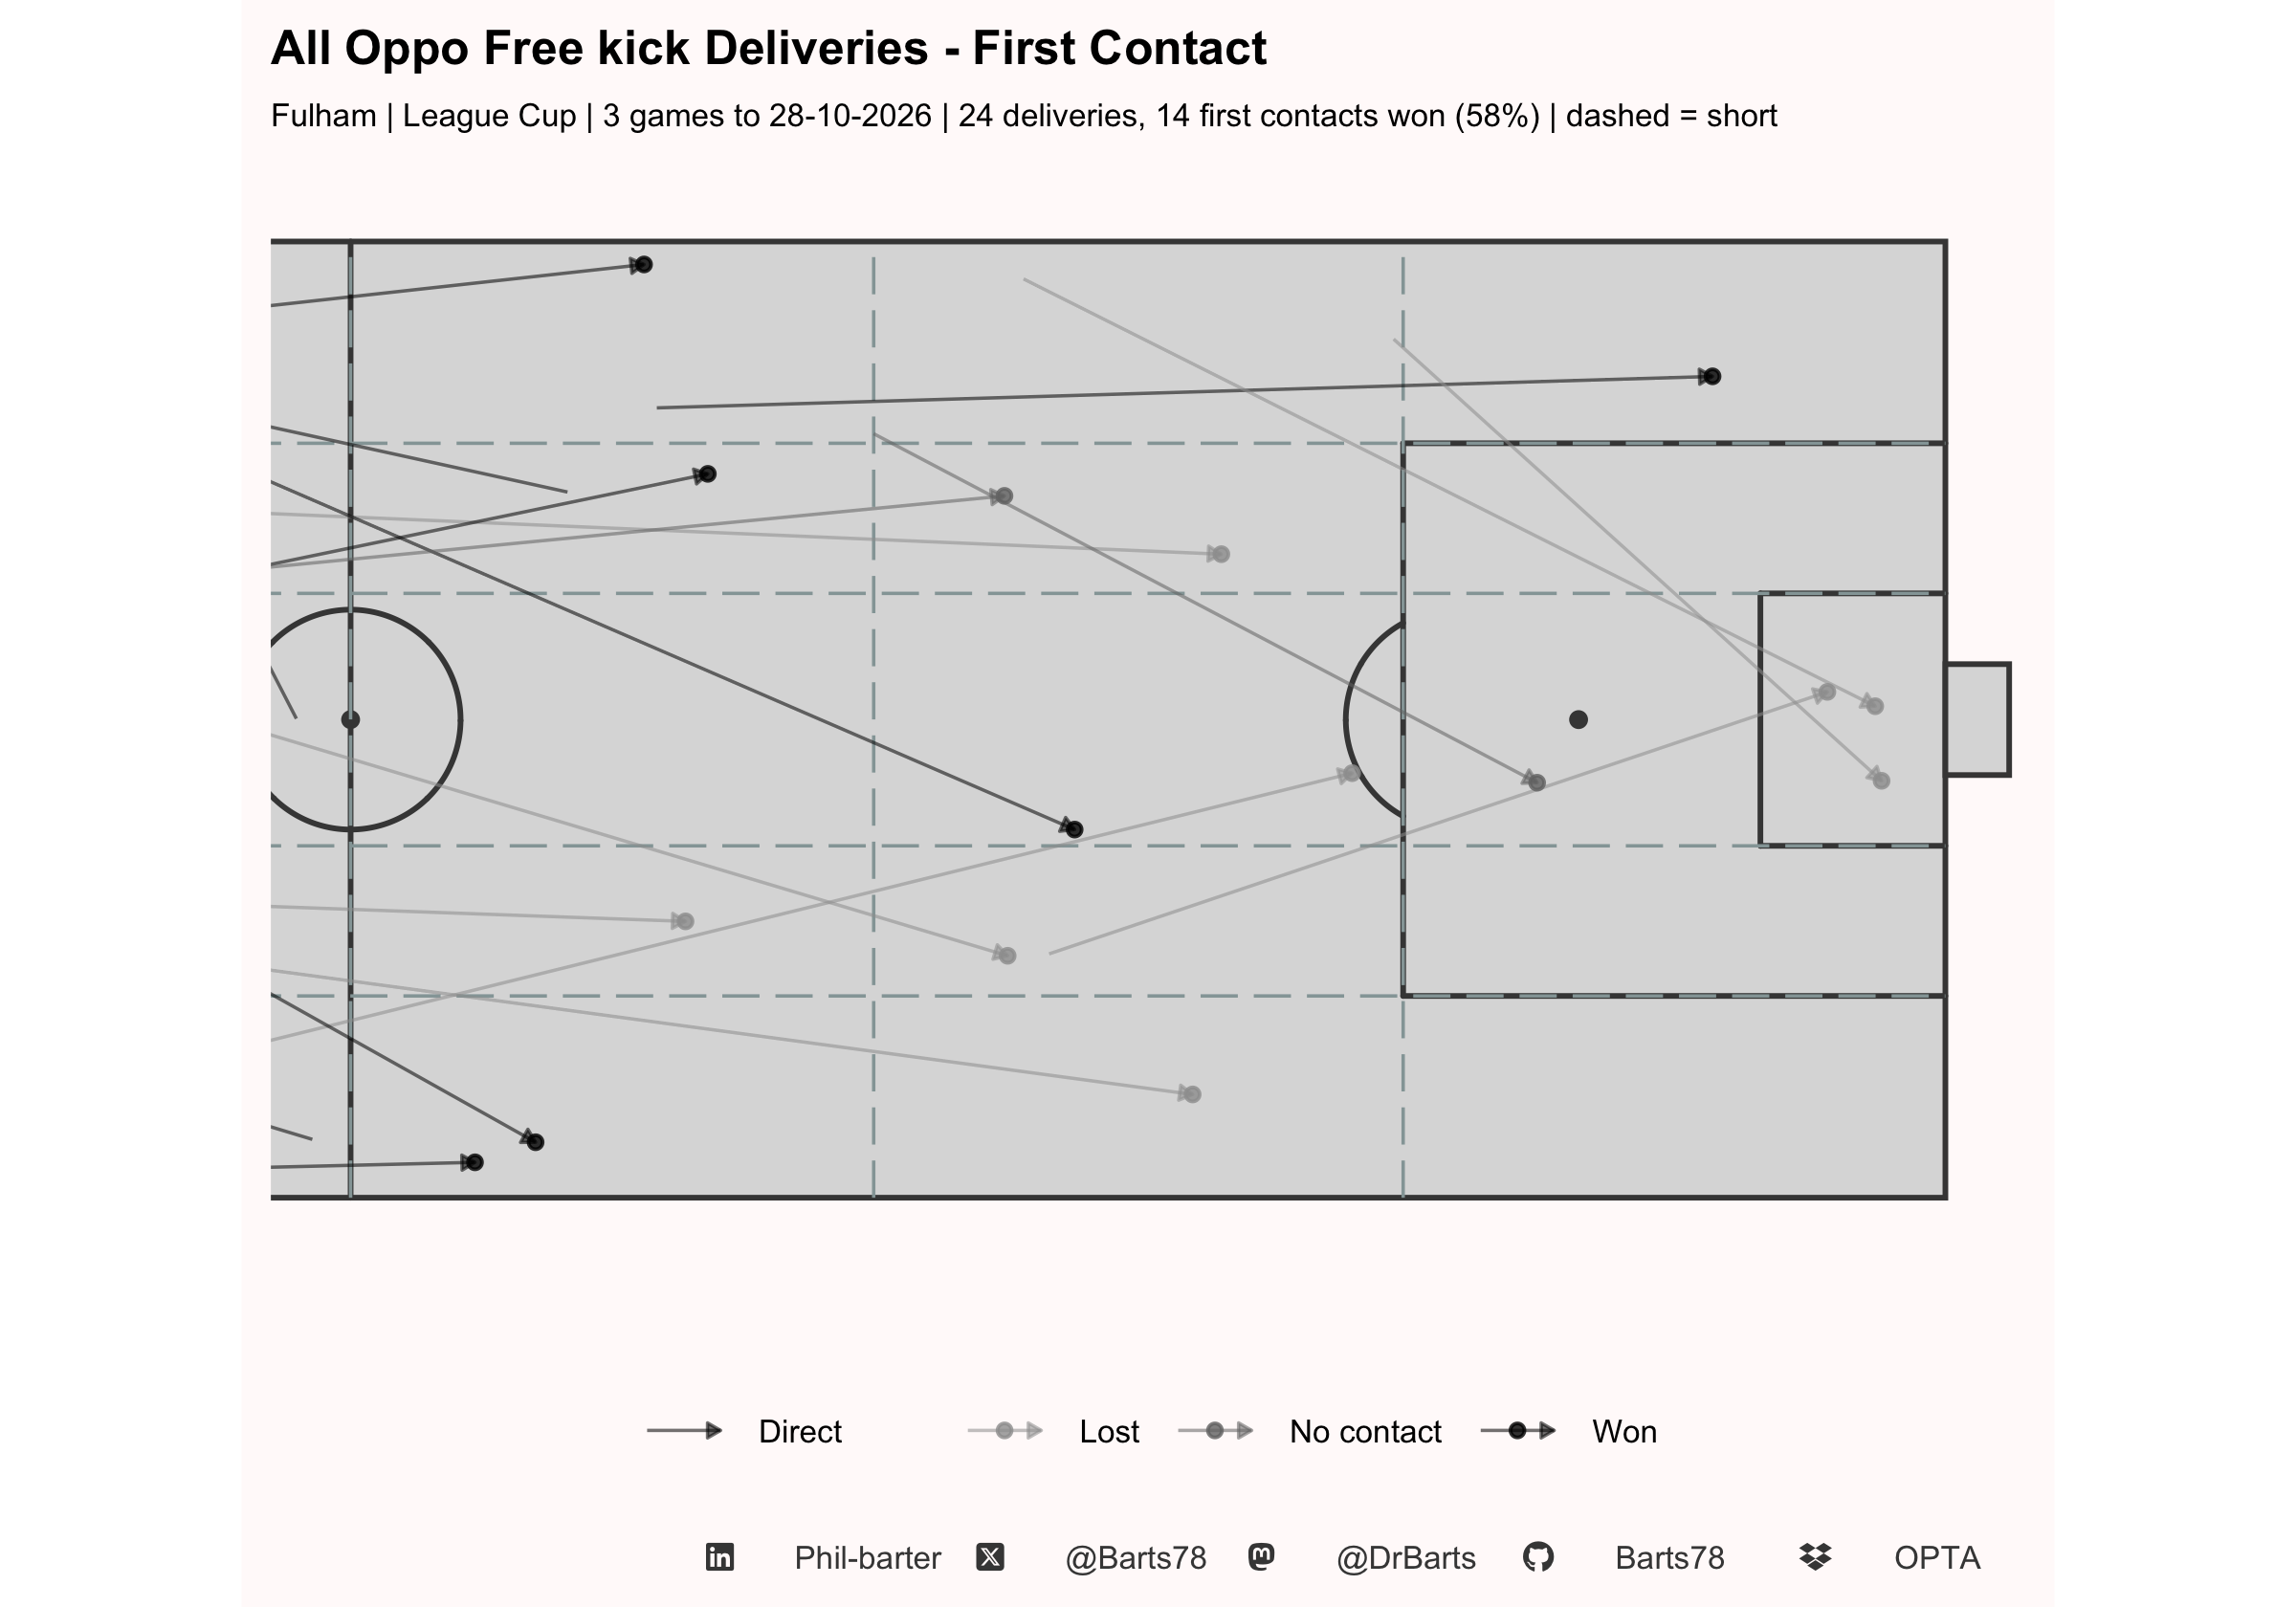 All Oppo Free kick Deliveries - First Contact
Fulham | League Cup | 3 games to 28-10-2026 | 24 deliveries, 14 first contacts won (58%) | dashed = short
Direct Lost No contact Won
Phil-barter @Barts78 @DrBarts Barts78 OPTA